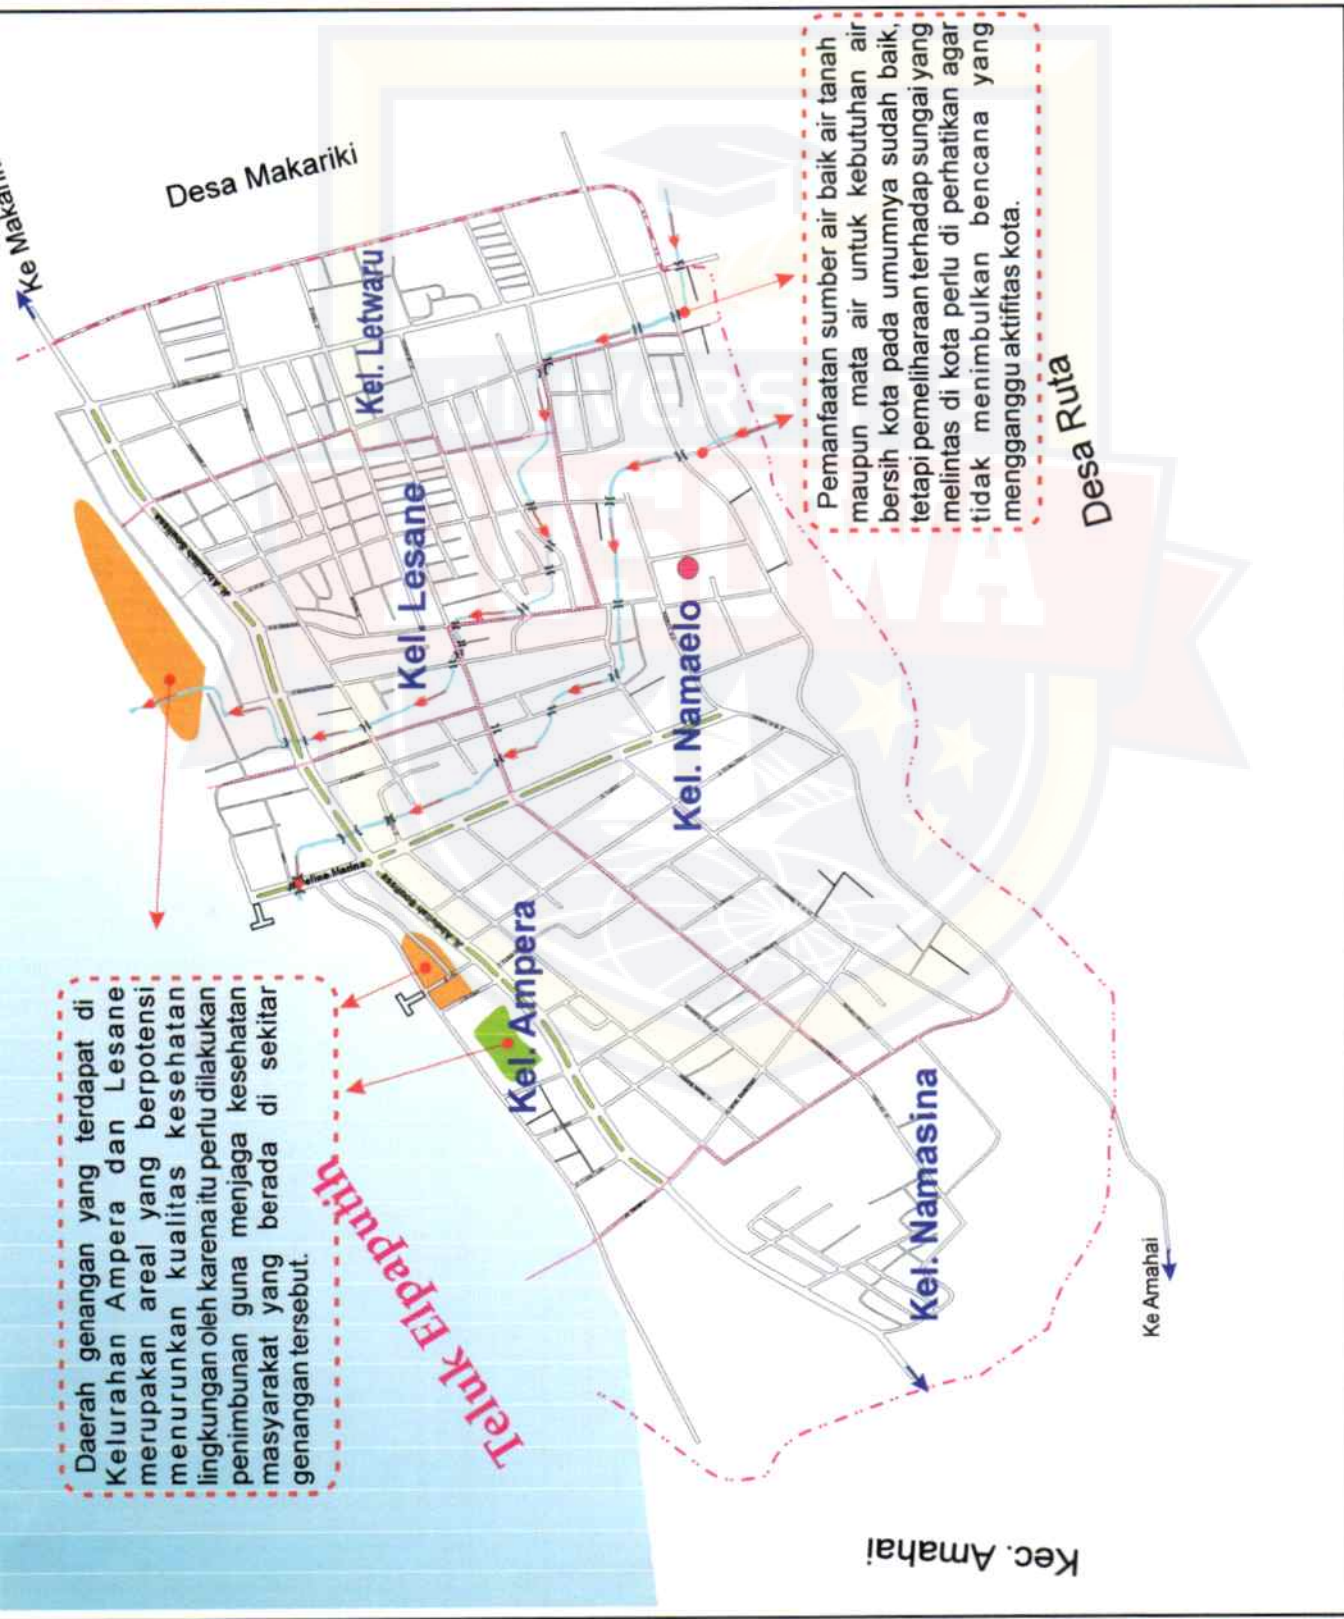 Daerah genangan yang terdapat di
Kelurahan Ampera dan Lesane
merupakan areal yang berpotensi
menurunkan kualitas kesehatan
lingkungan oleh karena itu perlu dilakukan
penimbunan guna menjaga kesehatan
masyarakat yang berada di sekitar
genangan tersebut.
Teluk Elpaputih
Ke Makariki
Desa Makariki
Kel. Letwaru
Kel. Lesane
Kel. Ampera
Kel. Namaelo
Kel. Namasina
Pemanfaatan sumber air baik air tanah
maupun mata air untuk kebutuhan air
bersih kota pada umumnya sudah baik,
tetapi pemeliharaan terhadap sungai yang
melintas di kota perlu di perhatikan agar
tidak menimbulkan bencana yang
mengganggu aktifitas kota.
Desa Ruta
Ke Amahai
Kec. Amahai
UNIVERSITAS
BOSOWA